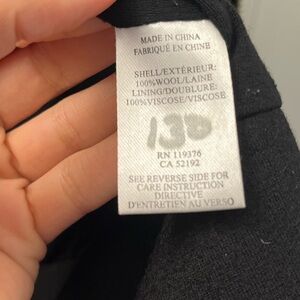 MADE IN CHINA
FABRIQUÉ EN CHINE
SHELL/EXTÉRIEUR:
100%WOOL/LAINE
LINING/DOUBLURE:
100%VISCOSE/VISCOSE
130
RN 119376
CA 52192
SEE REVERSE SIDE FOR
CARE INSTRUCTION
DIRECTIVE
D'ENTRETIEN AU VERSO